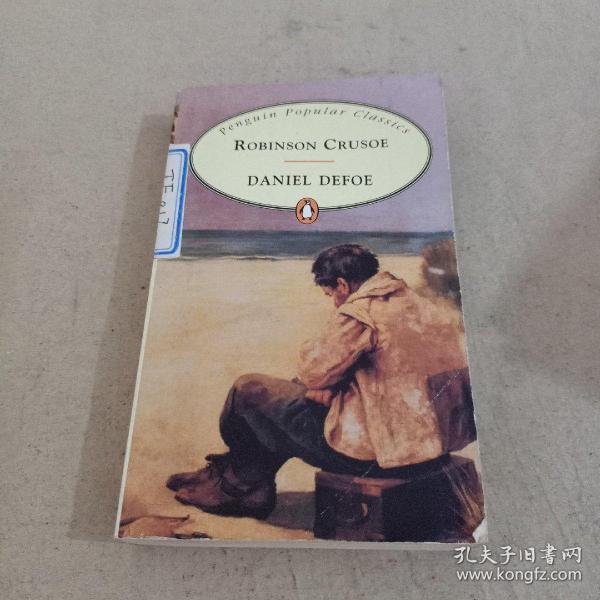 Penguin Popular Classics
ROBINSON CRUSOE
DANIEL DEFOE
孔夫子旧书网
www.kongfz.com